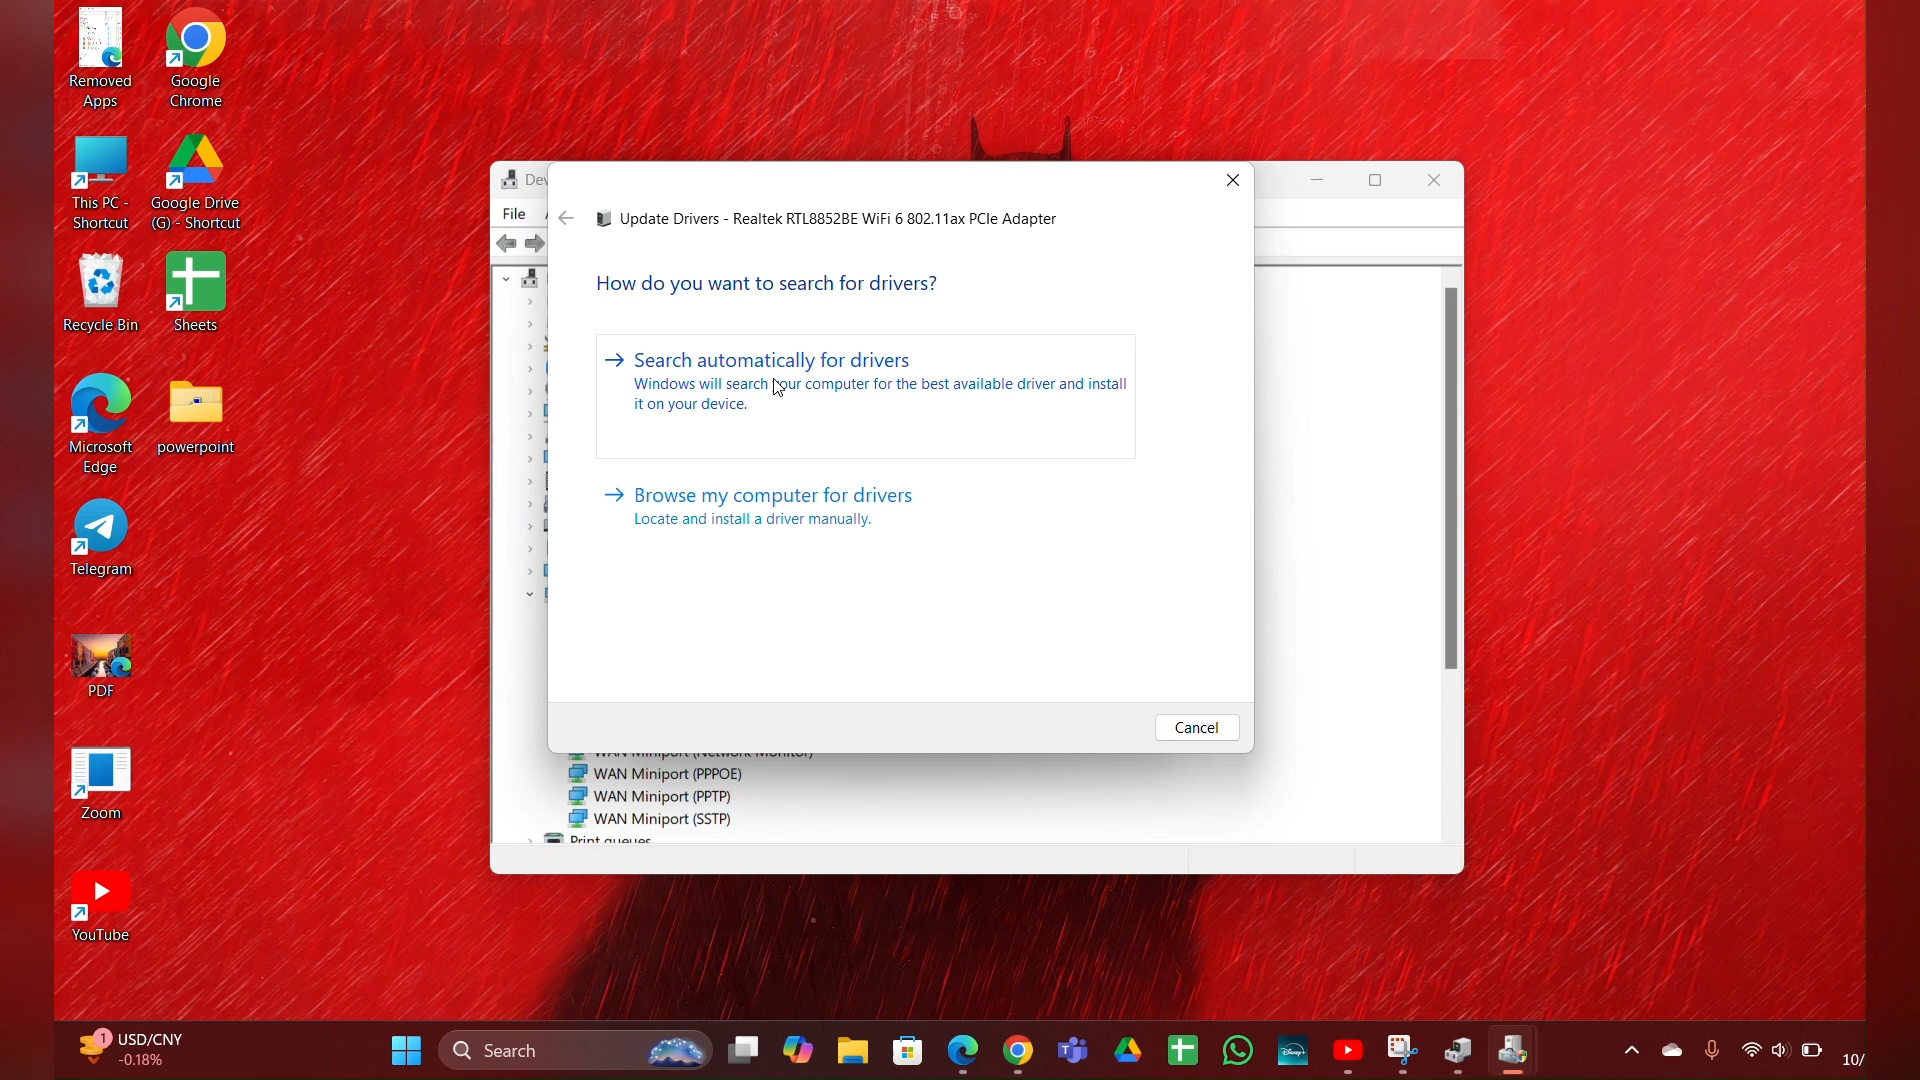 Removed
Apps
Google
Chrome
This PC -
Shortcut
Google Drive
(G) - Shortcut
Recycle Bin
Sheets
Microsoft
Edge
powerpoint
Telegram
PDF
Zoom
YouTube
File
Update Drivers - Realtek RTL8852BE WiFi 6 802.11ax PCIe Adapter
How do you want to search for drivers?
Search automatically for drivers
Windows will search your computer for the best available driver and install
it on your device.
Browse my computer for drivers
Locate and install a driver manually.
Cancel
WAN Miniport (Network Monitor)
WAN Miniport (PPPOE)
WAN Miniport (PPTP)
WAN Miniport (SSTP)
Print queues
1
USD/CNY
-0.18%
Search
Disney+
10/